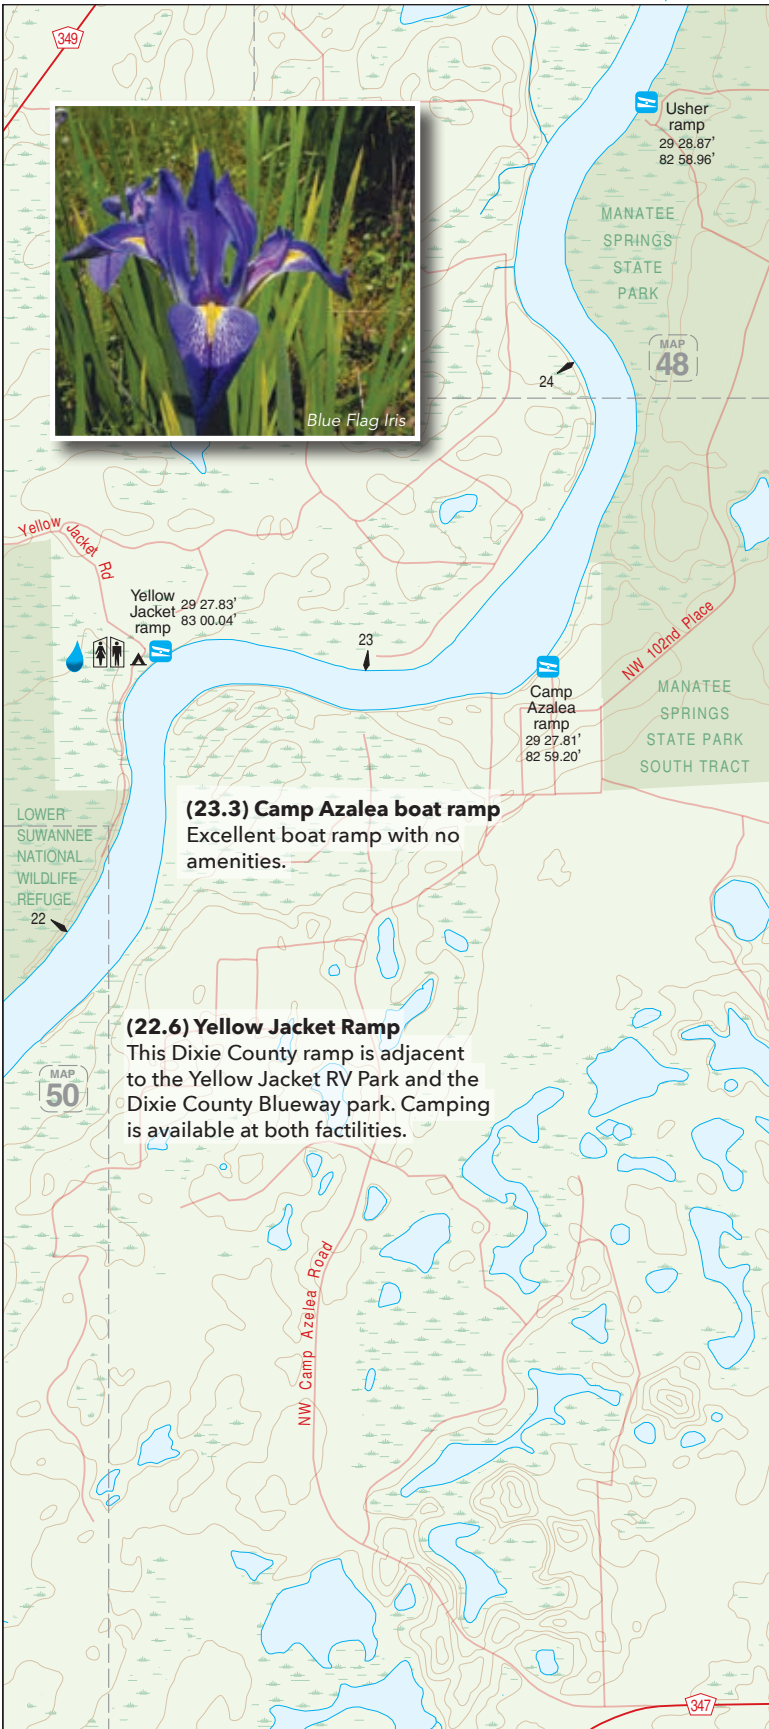 349
Usher
ramp
29 28.87'
82 58.96'
MANATEE
SPRINGS
STATE
PARK
MAP
48
24
Blue Flag Iris
Yellow Jacket Rd
Yellow
Jacket
ramp
29 27.83'
83 00.04'
23
NW 102nd Place
Camp
Azalea
ramp
29 27.81'
82 59.20'
MANATEE
SPRINGS
STATE PARK
SOUTH TRACT
(23.3) Camp Azalea boat ramp
Excellent boat ramp with no
amenities.
LOWER
SUWANNEE
NATIONAL
WILDLIFE
REFUGE
22
(22.6) Yellow Jacket Ramp
This Dixie County ramp is adjacent
to the Yellow Jacket RV Park and the
Dixie County Blueway park. Camping
is available at both factilities.
MAP
50
NW Camp Azelea Road
347